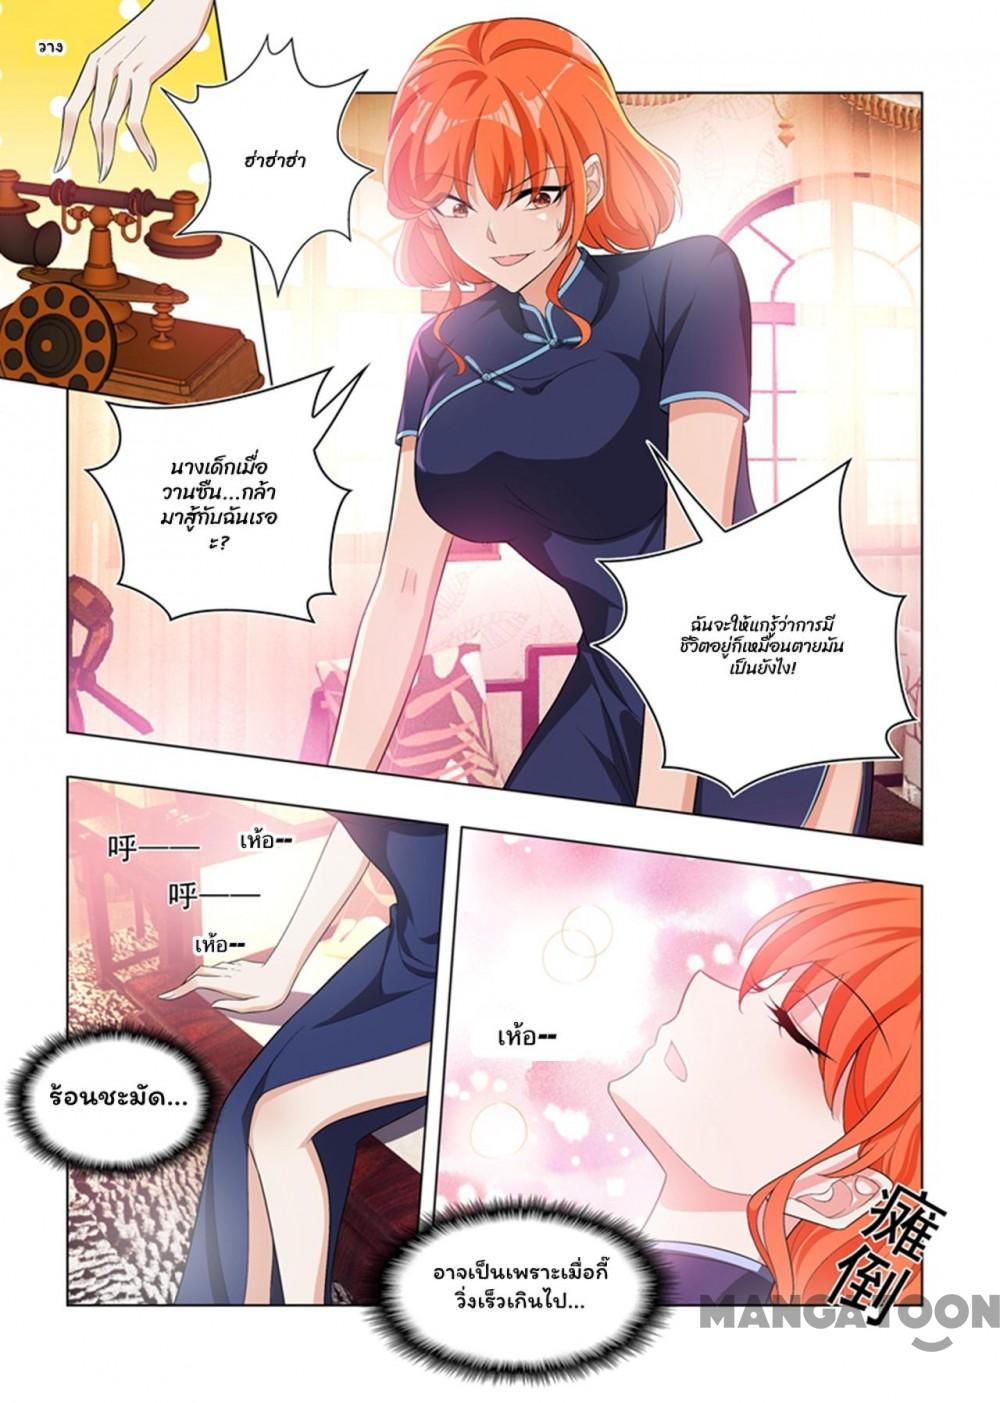 วาง
ฮ่าฮ่าฮ่า
นางเด็กเมื่อ
วานซืน...กล้า
มาสู้กับฉันเรอ
ะ?
ฉันจะให้แกรู้ว่าการมี
ชีวิตอยู่ก็เหมือนตายมัน
เป็นยังไง!
呼——
เห้อ--
呼——
เห้อ--
ร้อนชะมัด...
เห้อ--
瘫倒
อาจเป็นเพราะเมื่อกี๊
วิ่งเร็วเกินไป...
MANGATOON